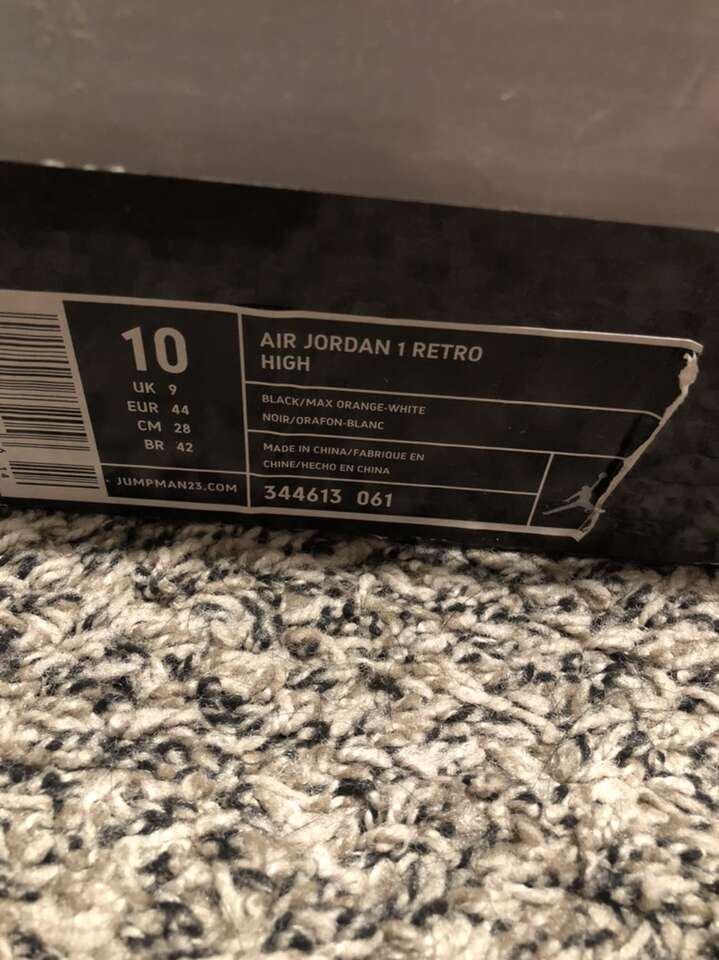 10
UK 9
EUR 44
CM 28
BR 42
JUMPMAN23.COM
AIR JORDAN 1 RETRO
HIGH
BLACK/MAX ORANGE-WHITE
NOIR/ORAFON-BLANC
MADE IN CHINA/FABRIQUE EN
CHINE/HECHO EN CHINA
344613 061